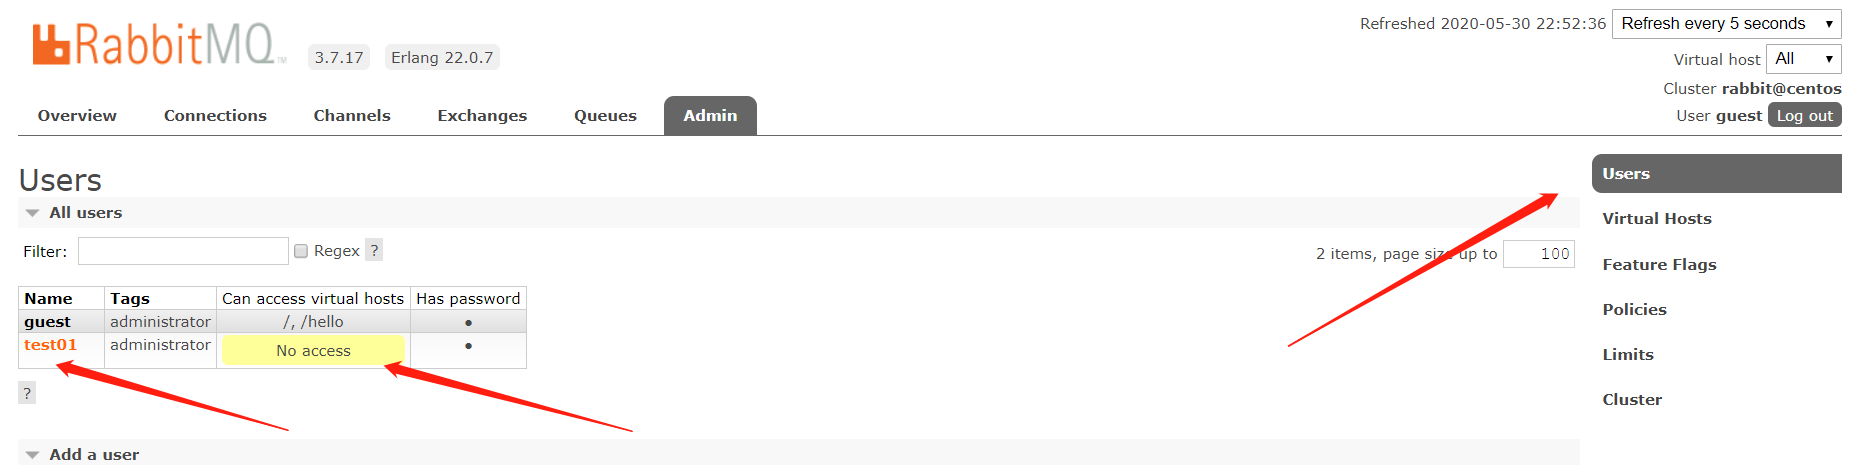 Refreshed 2020-05-30 22:52:36 Refresh every 5 seconds
RabbitMQ TM 3.7.17 Erlang 22.0.7
Virtual host All
Cluster rabbit@centos
User guest Log out
Overview Connections Channels Exchanges Queues Admin
Users
All users
Filter: Regex ?
2 items, page size up to 100
Name Tags Can access virtual hosts Has password
guest administrator /, /hello ●
test01 administrator No access ●
?
Add a user
Users
Virtual Hosts
Feature Flags
Policies
Limits
Cluster